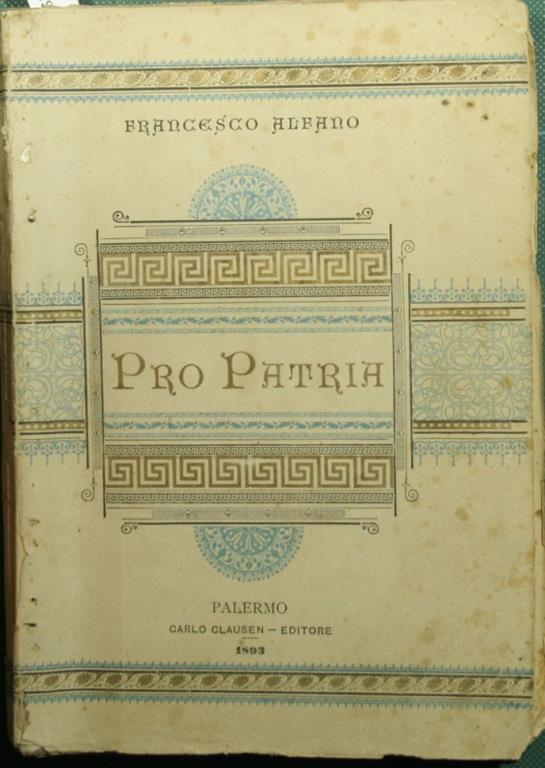 FRANCESCO ALFANO
PRO PATRIA
PALERMO
CARLO CLAUSEN – EDITORE
1893